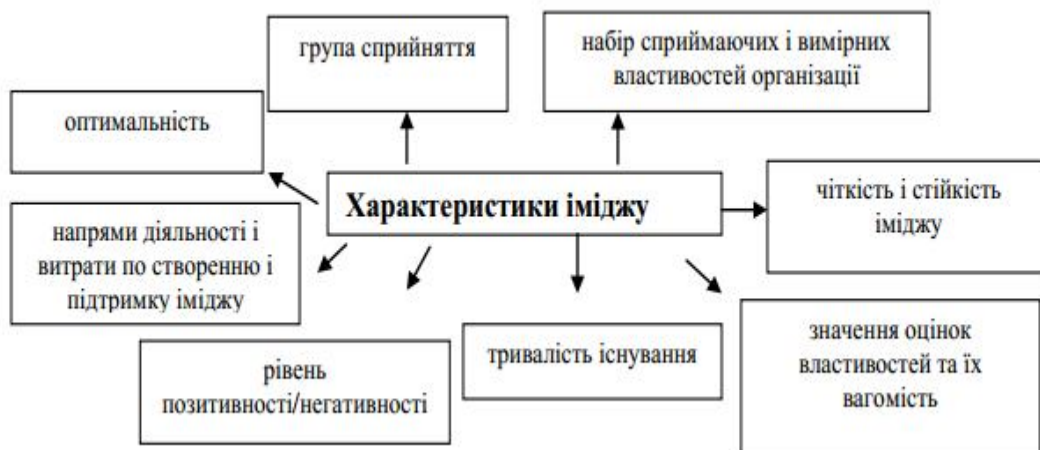 група сприйняття
набір сприймаючих і вимірних
властивостей організації
оптимальність
Характеристики іміджу
чіткість і стійкість
іміджу
напрями діяльності і
витрати по створенню і
підтримку іміджу
рівень
позитивності/негативності
тривалість існування
значення оцінок
властивостей та їх
вагомість